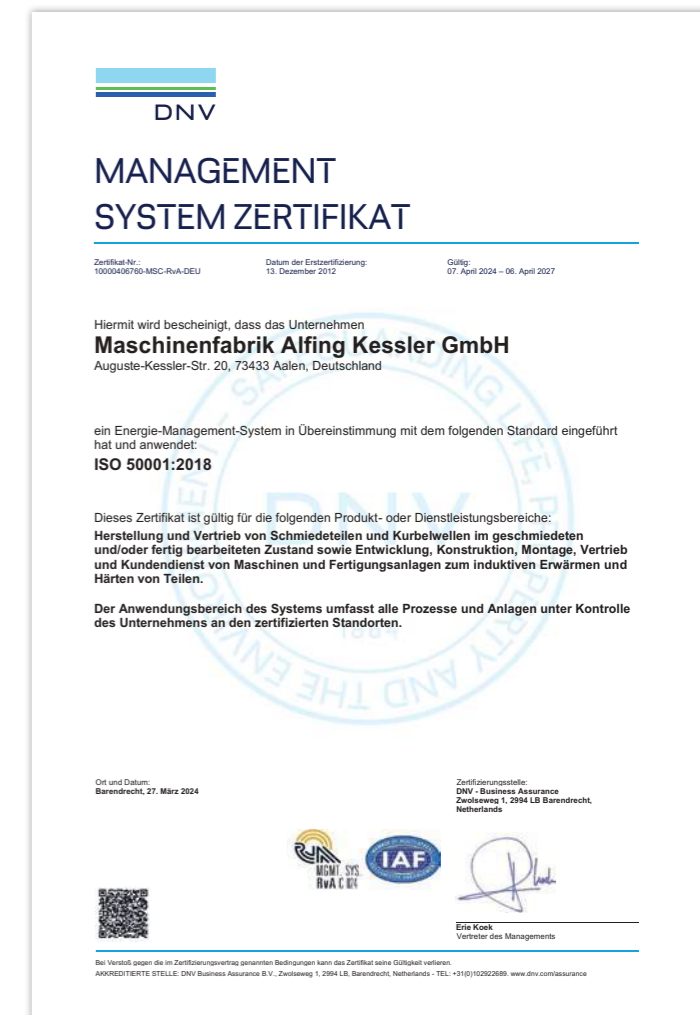 DNV
MANAGEMENT
SYSTEM ZERTIFIKAT
Zertifikat-Nr.:
10000406760-MSC-RvA-DEU
Datum der Erstzertifizierung:
13. Dezember 2012
Gültig:
07. April 2024 – 06. April 2027
Hiermit wird bescheinigt, dass das Unternehmen
Maschinenfabrik Alfing Kessler GmbH
Auguste-Kessler-Str. 20, 73433 Aalen, Deutschland
ein Energie-Management-System in Übereinstimmung mit dem folgenden Standard eingeführt
hat und anwendet:
ISO 50001:2018
Dieses Zertifikat ist gültig für die folgenden Produkt- oder Dienstleistungsbereiche:
Herstellung und Vertrieb von Schmiedeteilen und Kurbelwellen im geschmiedeten
und/oder fertig bearbeiteten Zustand sowie Entwicklung, Konstruktion, Montage, Vertrieb
und Kundendienst von Maschinen und Fertigungsanlagen zum induktiven Erwärmen und
Härten von Teilen.
Der Anwendungsbereich des Systems umfasst alle Prozesse und Anlagen unter Kontrolle
des Unternehmens an den zertifizierten Standorten.
DNV
1864
Ort und Datum:
Barendrecht, 27. März 2024
Zertifizierungsstelle:
DNV - Business Assurance
Zwolseweg 1, 2994 LB Barendrecht,
Netherlands
RvA
MGMT. SYS.
RvA C 024
IAF
Erie Koek
Vertreter des Managements
Bei Verstoß gegen die im Zertifizierungsvertrag genannten Bedingungen kann das Zertifikat seine Gültigkeit verlieren.
AKKREDITIERTE STELLE: DNV Business Assurance B.V., Zwolseweg 1, 2994 LB, Barendrecht, Netherlands - TEL: +31(0)102922689. www.dnv.com/assurance